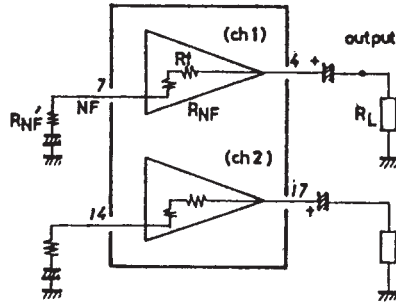 (ch1)
output
Rf
4
+
7
NF
RNF
RNF'
RL
(ch2)
14
17
+